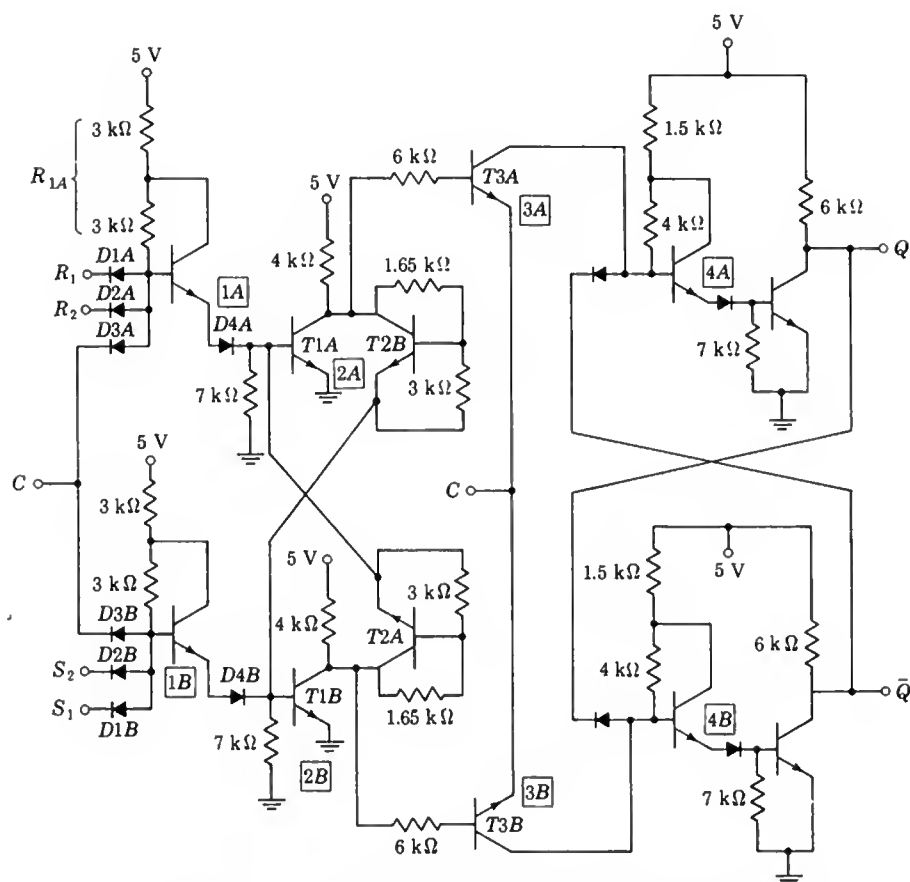 5 V
3 kΩ
R1A
3 kΩ
D1A
R1
D2A
R2
D3A
1A
D4A
7 kΩ
5 V
4 kΩ
T1A
2A
6 kΩ
T3A
3A
1.65 kΩ
T2B
3 kΩ
5 V
1.5 kΩ
4 kΩ
4A
7 kΩ
6 kΩ
Q
C
5 V
3 kΩ
3 kΩ
D3B
D2B
S2
S1
D1B
1B
D4B
7 kΩ
5 V
4 kΩ
T1B
2B
C
3 kΩ
T2A
1.65 kΩ
6 kΩ
3B
T3B
1.5 kΩ
5 V
4 kΩ
4B
7 kΩ
6 kΩ
Q̄